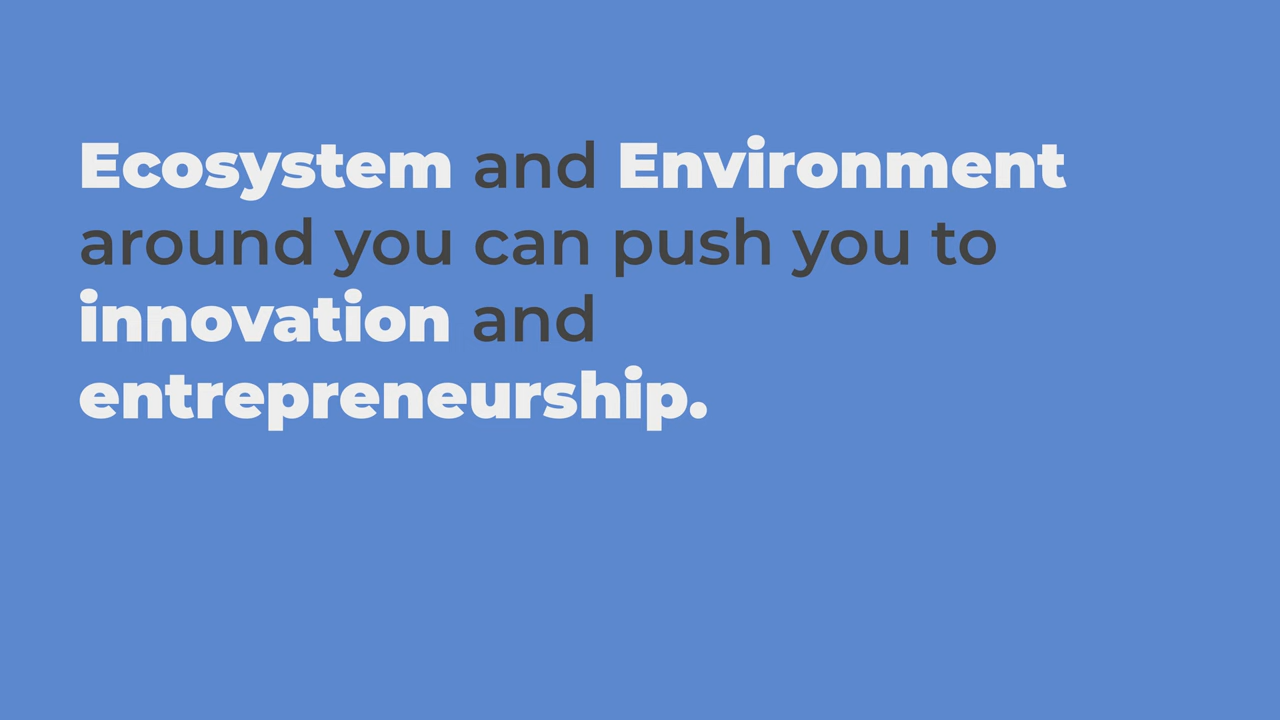 Ecosystem and Environment
around you can push you to
innovation and
entrepreneurship.